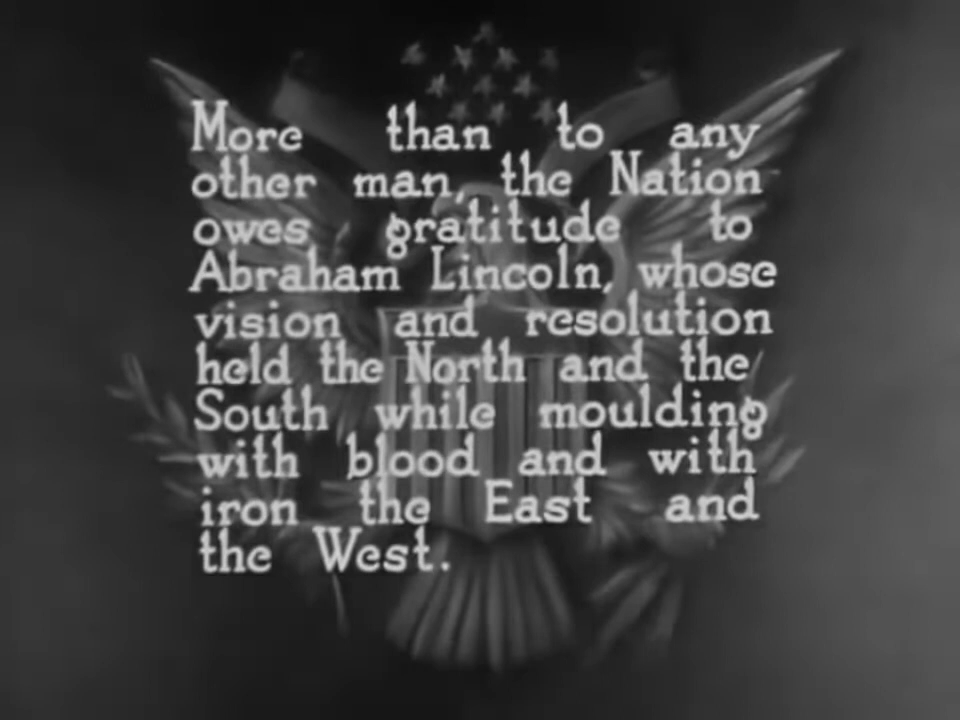 More than to any
other man, the Nation
owes gratitude to
Abraham Lincoln, whose
vision and resolution
held the North and the
South while moulding
with blood and with
iron the East and
the West.